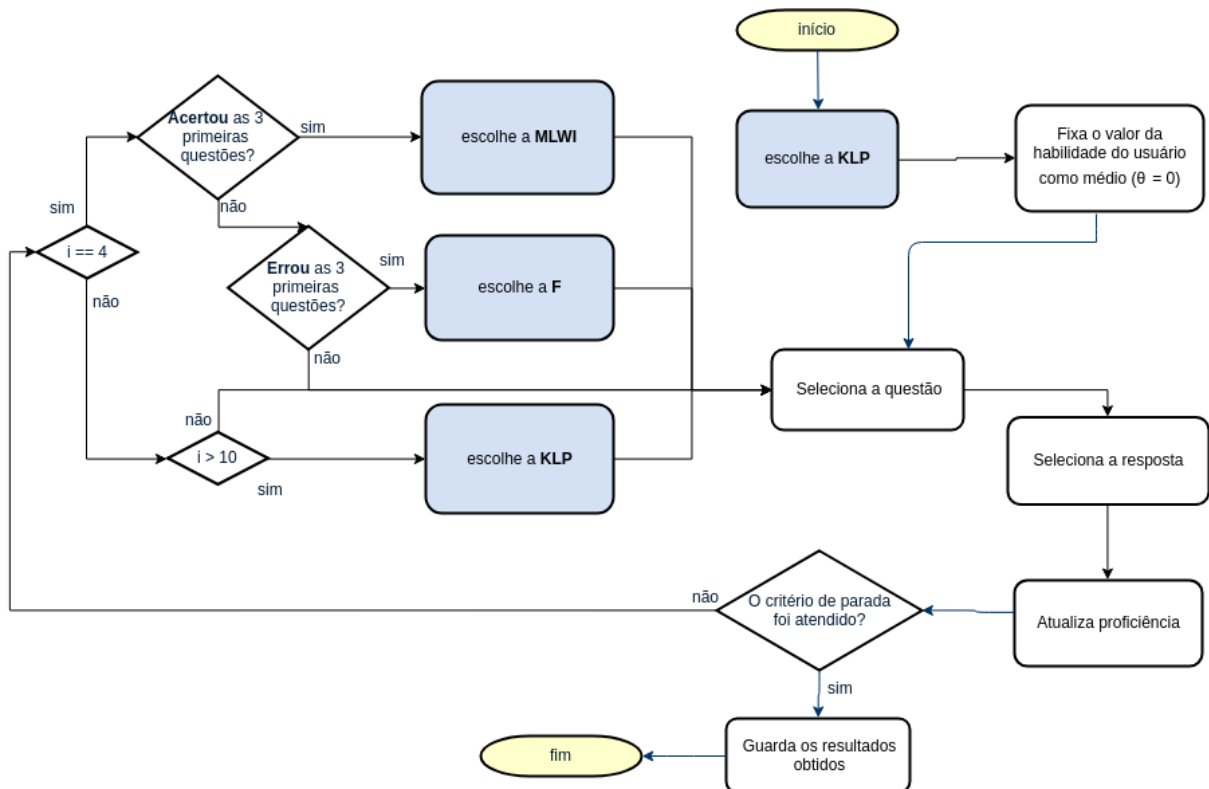 início
escolhe a KLP
Fixa o valor da
habilidade do usuário
como médio (θ = 0)
Acertou as 3
primeiras
questões?
sim
escolhe a MLWI
não
sim
i == 4
não
Errou as 3
primeiras
questões?
sim
escolhe a F
não
Seleciona a questão
não
i > 10
sim
escolhe a KLP
Seleciona a resposta
Atualiza proficiência
O critério de parada
foi atendido?
não
sim
Guarda os resultados
obtidos
fim